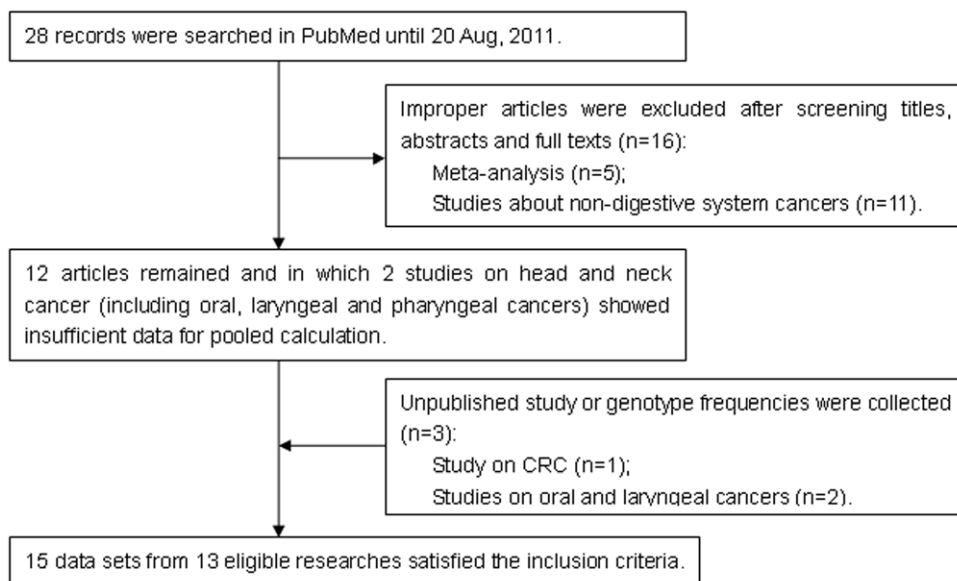 28 records were searched in PubMed until 20 Aug, 2011.
Improper articles were excluded after screening titles,
abstracts and full texts (n=16):
Meta-analysis (n=5);
Studies about non-digestive system cancers (n=11).
12 articles remained and in which 2 studies on head and neck
cancer (including oral, laryngeal and pharyngeal cancers) showed
insufficient data for pooled calculation.
Unpublished study or genotype frequencies were collected
(n=3):
Study on CRC (n=1);
Studies on oral and laryngeal cancers (n=2).
15 data sets from 13 eligible researches satisfied the inclusion criteria.